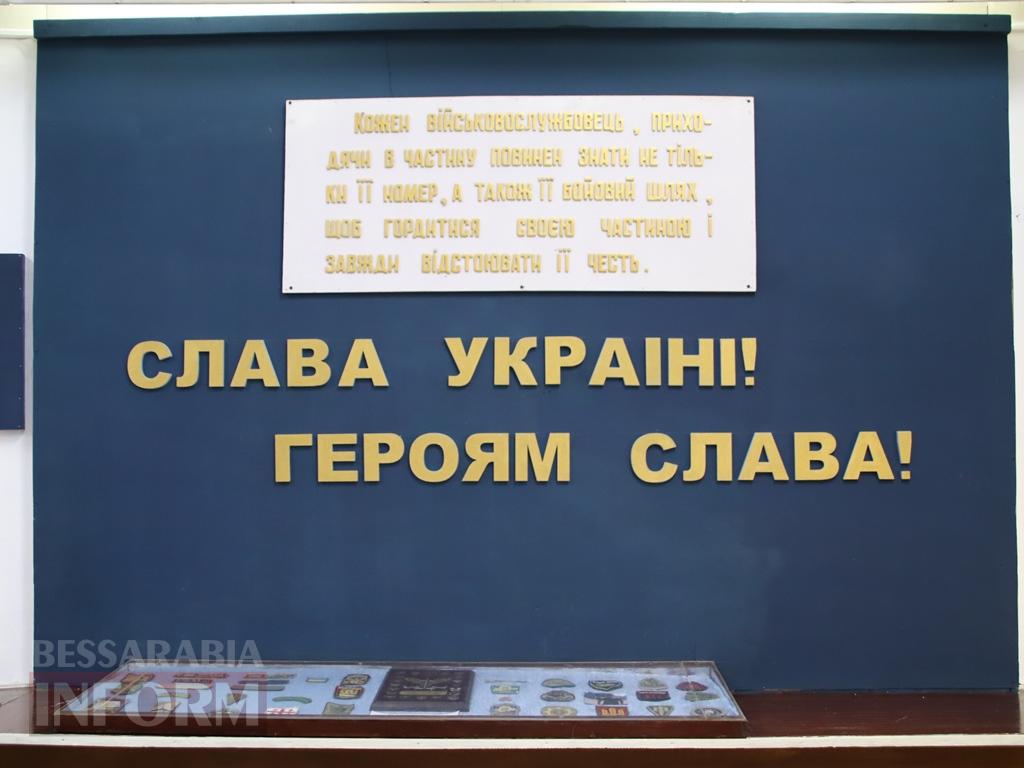 Кожен військовослужбовець, прихо-
дячи в частину повинен знати не тіль-
ки її номер, а також її бойовий шлях,
щоб гордитися своєю частиною і
завжди відстоювати її честь.
СЛАВА УКРАІНІ!
ГЕРОЯМ СЛАВА!
BESSARABIA
INFORM